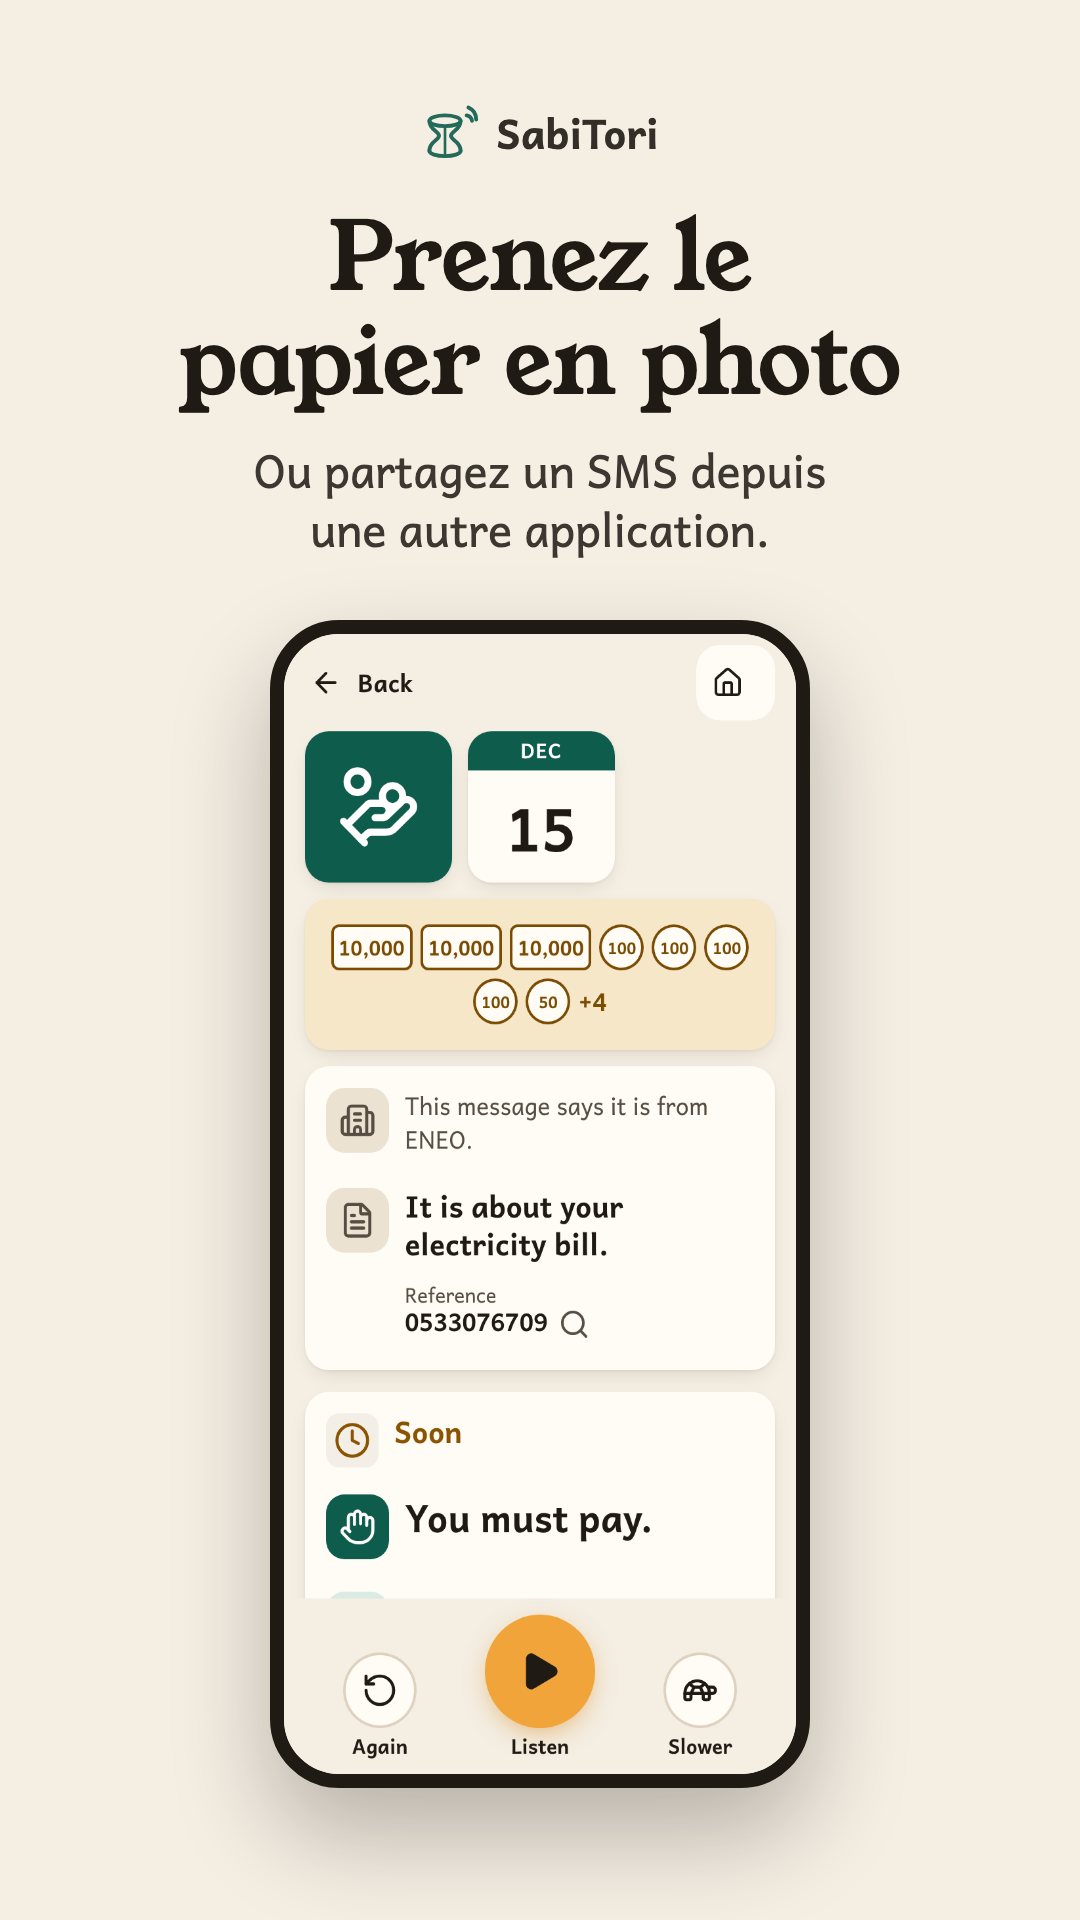 SabiTori
Prenez le
papier en photo
Ou partagez un SMS depuis
une autre application.
Back
DEC
15
10,000 10,000 10,000 100 100 100
100 50 +4
This message says it is from
ENEO.
It is about your
electricity bill.
Reference
0533076709
Soon
You must pay.
Again Listen Slower